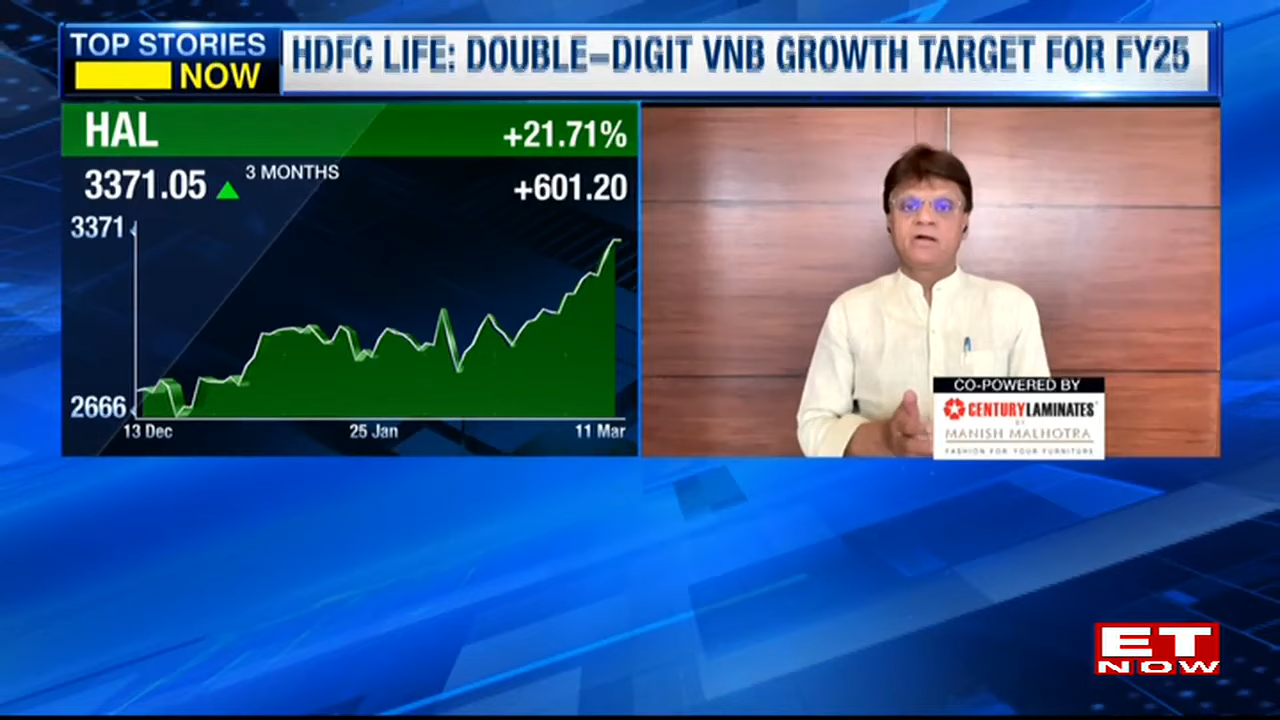 TOP STORIES
NOW
HDFC LIFE: DOUBLE-DIGIT VNB GROWTH TARGET FOR FY25
HAL
+21.71%
3371.05
3 MONTHS
+601.20
3371
2666
13 Dec
25 Jan
11 Mar
CO-POWERED BY
CENTURYLAMINATES
BY
MANISH MALHOTRA
FASHION FOR YOUR FURNITURE
ET
NOW